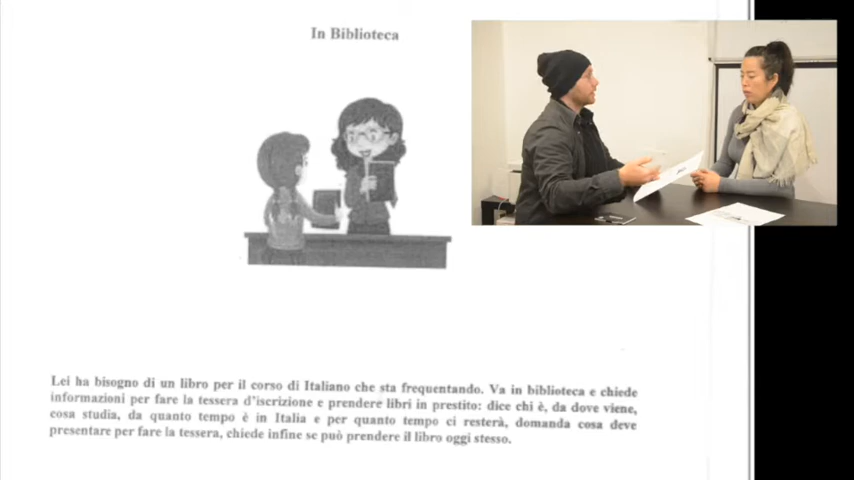 In Biblioteca
Lei ha bisogno di un libro per il corso di Italiano che sta frequentando. Va in biblioteca e chiede
informazioni per fare la tessera d'iscrizione e prendere libri in prestito: dice chi è, da dove viene,
cosa studia, da quanto tempo è in Italia e per quanto tempo ci resterà, domanda cosa deve
presentare per fare la tessera, chiede infine se può prendere il libro oggi stesso.